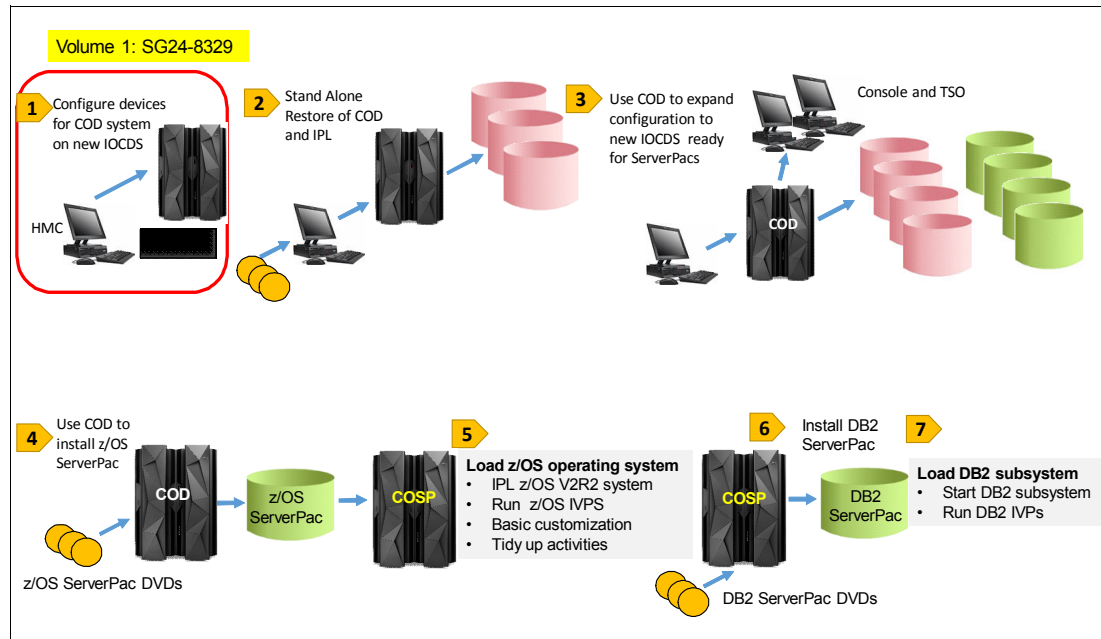 Volume 1: SG24-8329
1
Configure devices
for COD system
on new IOCDS
HMC
2
Stand Alone
Restore of COD
and IPL
3
Use COD to expand
configuration to
new IOCDS ready
for ServerPacs
Console and TSO
COD
4
Use COD to
install z/OS
ServerPac
COD
z/OS
ServerPac
z/OS ServerPac DVDs
COSP
5
Load z/OS operating system
• IPL z/OS V2R2 system
• Run z/OS IVPS
• Basic customization
• Tidy up activities
6
Install DB2
ServerPac
COSP
DB2
ServerPac
DB2 ServerPac DVDs
7
Load DB2 subsystem
• Start DB2 subsystem
• Run DB2 IVPs